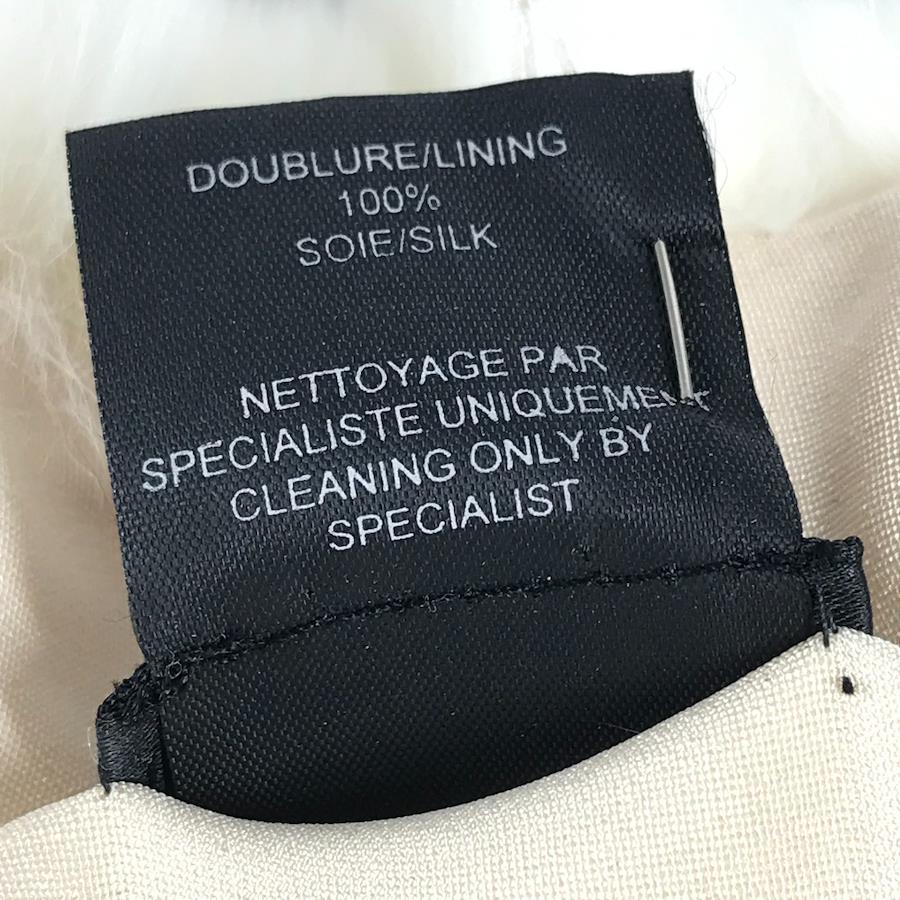 DOUBLURE/LINING
100%
SOIE/SILK
NETTOYAGE PAR
SPECIALISTE UNIQUEMENT
CLEANING ONLY BY
SPECIALIST